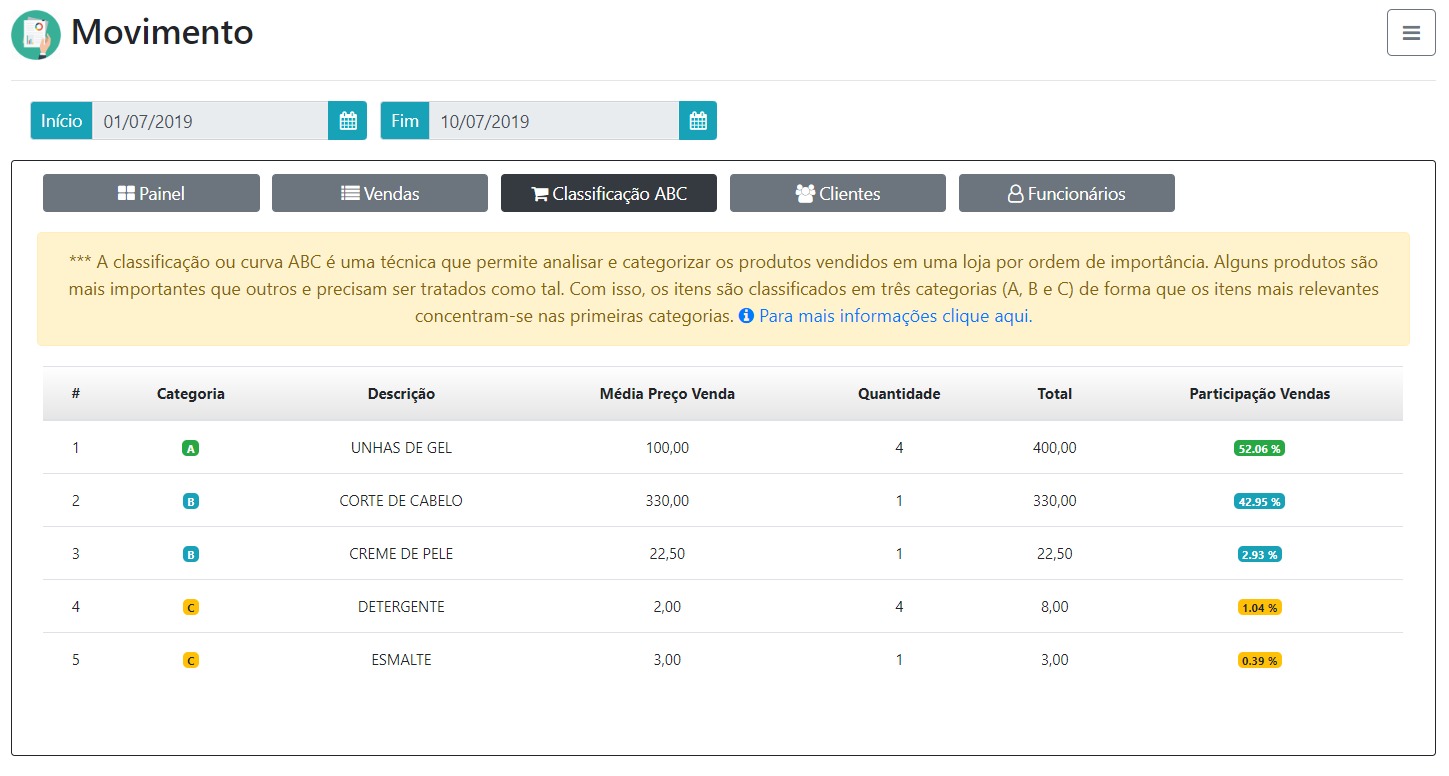 Movimento
Início 01/07/2019 Fim 10/07/2019
Painel Vendas Classificação ABC Clientes Funcionários
*** A classificação ou curva ABC é uma técnica que permite analisar e categorizar os produtos vendidos em uma loja por ordem de importância. Alguns produtos são
mais importantes que outros e precisam ser tratados como tal. Com isso, os itens são classificados em três categorias (A, B e C) de forma que os itens mais relevantes
concentram-se nas primeiras categorias. Para mais informações clique aqui.
# Categoria Descrição Média Preço Venda Quantidade Total Participação Vendas
1 A UNHAS DE GEL 100,00 4 400,00 52.06 %
2 B CORTE DE CABELO 330,00 1 330,00 42.95 %
3 B CREME DE PELE 22,50 1 22,50 2.93 %
4 C DETERGENTE 2,00 4 8,00 1.04 %
5 C ESMALTE 3,00 1 3,00 0.39 %